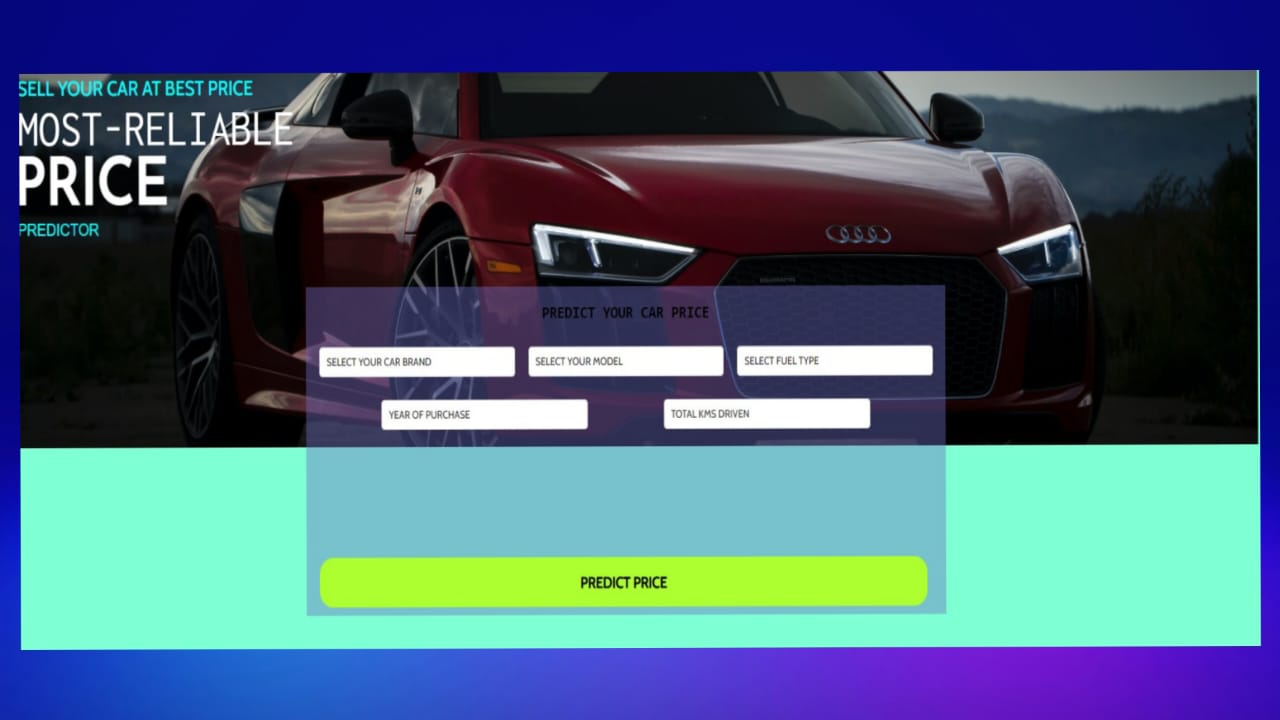 SELL YOUR CAR AT BEST PRICE
MOST-RELIABLE
PRICE
PREDICTOR
PREDICT YOUR CAR PRICE
SELECT YOUR CAR BRAND
SELECT YOUR MODEL
SELECT FUEL TYPE
YEAR OF PURCHASE
TOTAL KMS DRIVEN
PREDICT PRICE